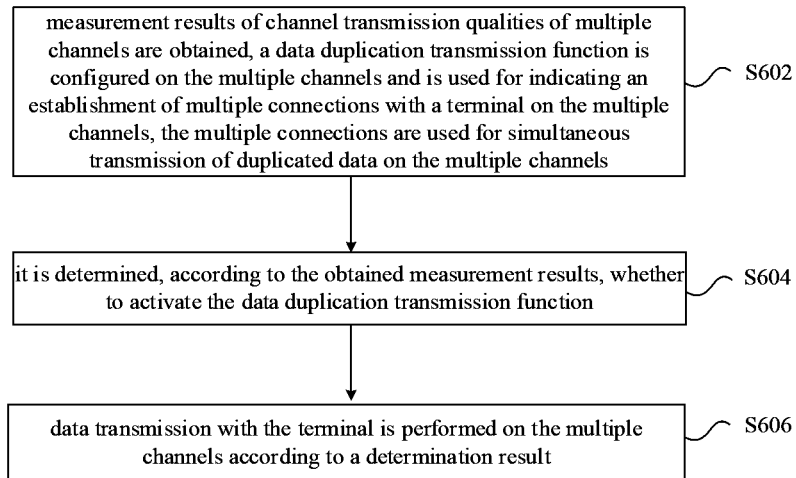 measurement results of channel transmission qualities of multiple
channels are obtained, a data duplication transmission function is
configured on the multiple channels and is used for indicating an
establishment of multiple connections with a terminal on the multiple
channels, the multiple connections are used for simultaneous
transmission of duplicated data on the multiple channels
S602
it is determined, according to the obtained measurement results, whether
to activate the data duplication transmission function
S604
data transmission with the terminal is performed on the multiple
channels according to a determination result
S606